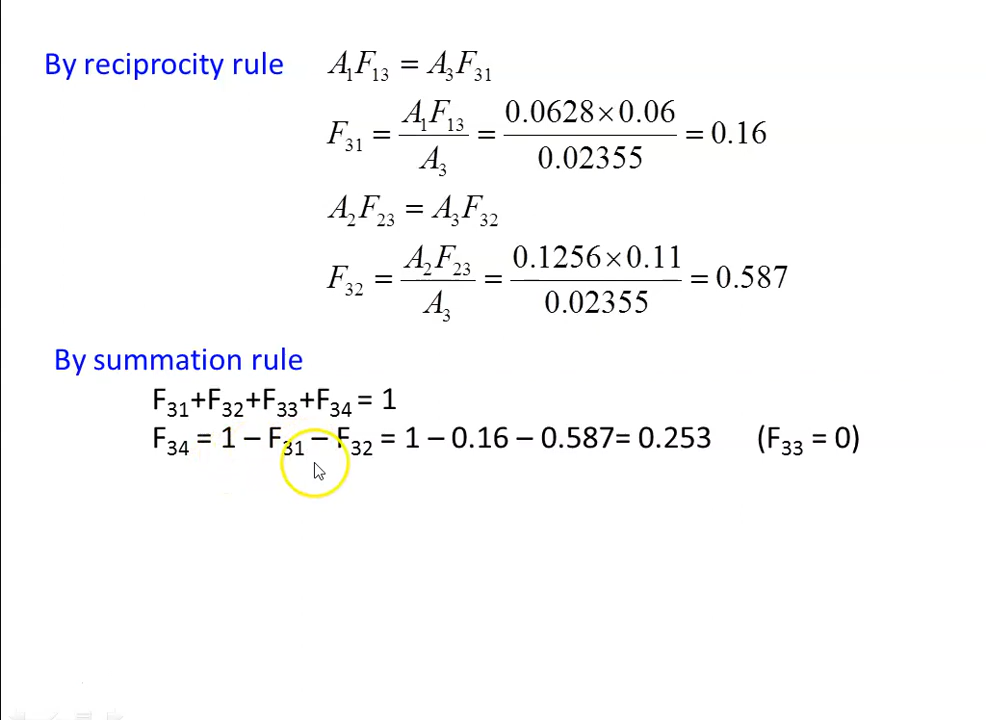 By reciprocity rule A₁F₁₃ = A₃F₃₁
F₃₁ = A₁F₁₃ / A₃ = 0.0628×0.06 / 0.02355 = 0.16
A₂F₂₃ = A₃F₃₂
F₃₂ = A₂F₂₃ / A₃ = 0.1256×0.11 / 0.02355 = 0.587
By summation rule
F₃₁+F₃₂+F₃₃+F₃₄ = 1
F₃₄ = 1 – F₃₁ – F₃₂ = 1 – 0.16 – 0.587= 0.253 (F₃₃ = 0)